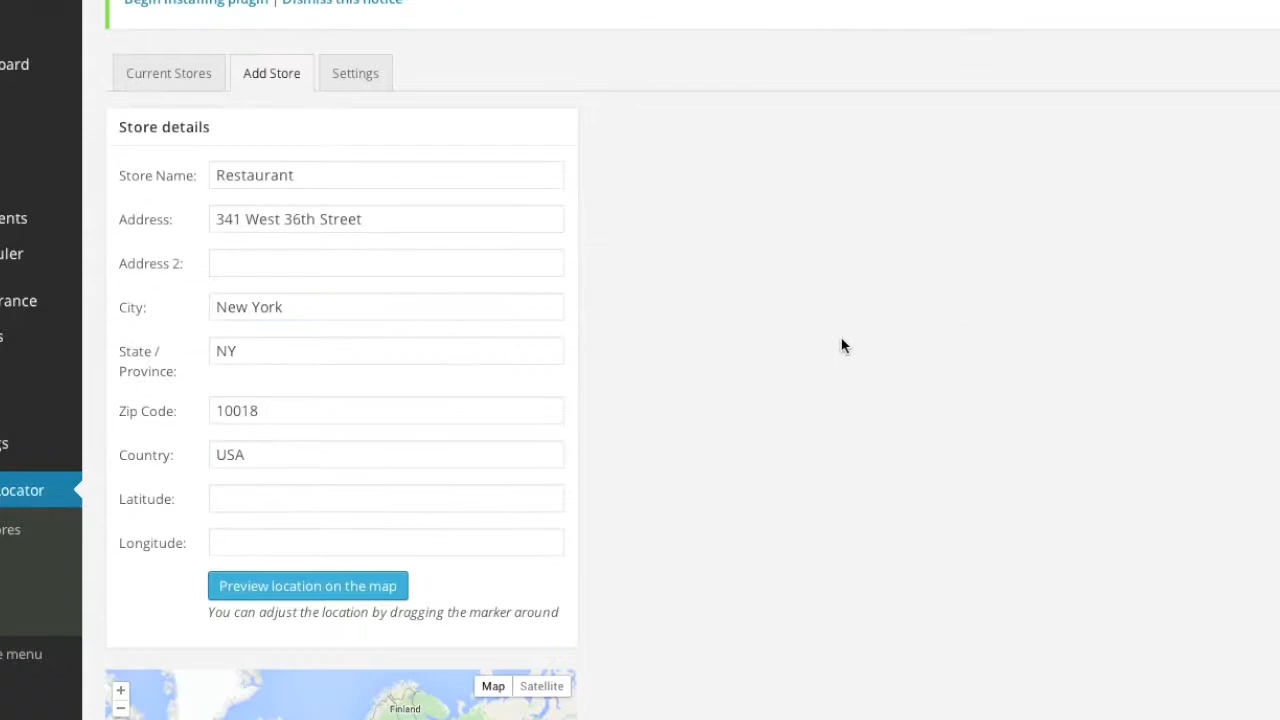 Begin installing plugin | Dismiss this notice
oard
Current Stores
Add Store
Settings
Store details
Store Name:
Restaurant
Address:
341 West 36th Street
ents
Address 2:
uler
rance
City:
New York
s
State /
Province:
NY
Zip Code:
10018
gs
Country:
USA
ocator
Latitude:
ores
Longitude:
Preview location on the map
You can adjust the location by dragging the marker around
e menu
+
−
Map
Satellite
Finland